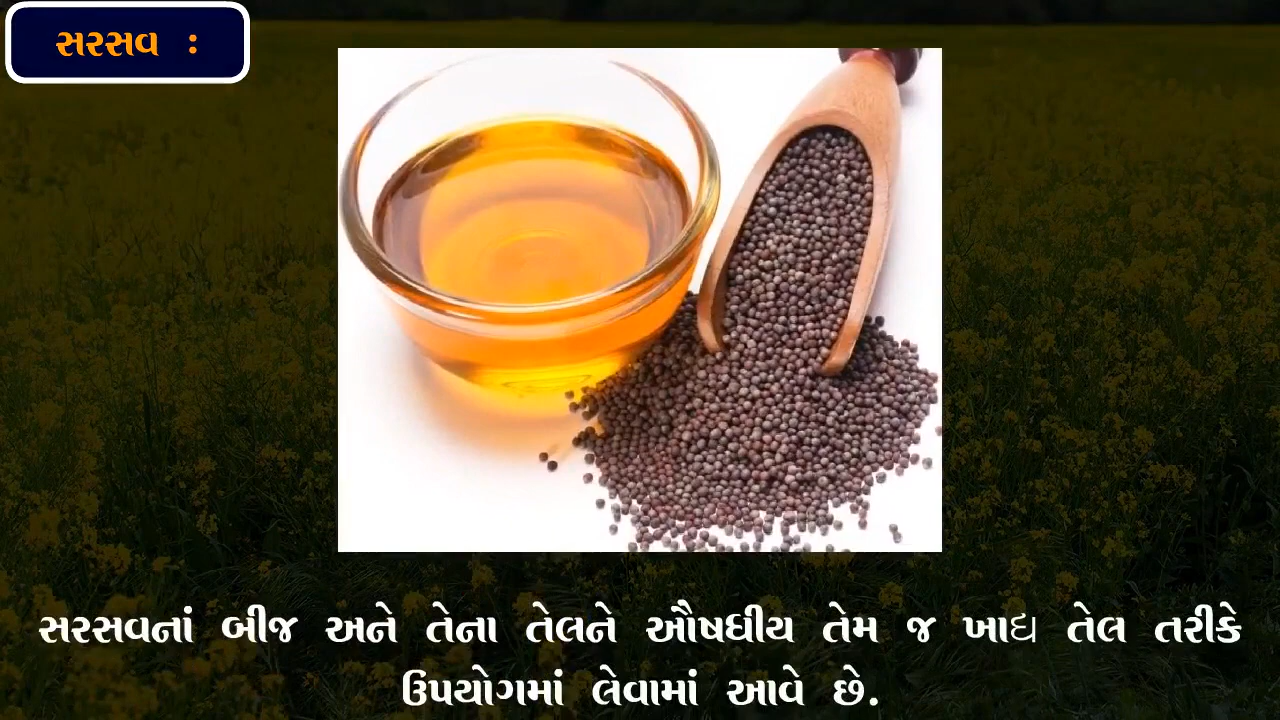 સરસવ :
સરસવનાં બીજ અને તેના તેલને ઔષધીય તેમ જ ખાદ્ય તેલ તરીકે
ઉપયોગમાં લેવામાં આવે છે.